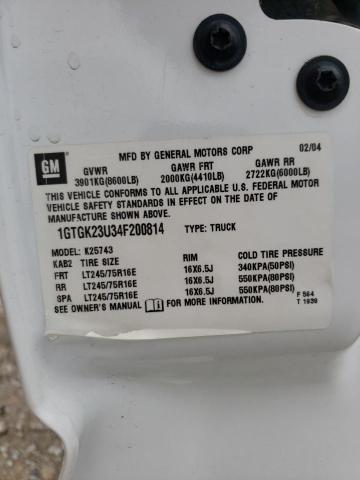 MFD BY GENERAL MOTORS CORP 02/04
GM
GVWR GAWR FRT GAWR RR
3901KG(8600LB) 2000KG(4410LB) 2722KG(6000LB)
THIS VEHICLE CONFORMS TO ALL APPLICABLE U.S. FEDERAL MOTOR
VEHICLE SAFETY STANDARDS IN EFFECT ON THE DATE OF
MANUFACTURE SHOWN ABOVE.
1GTGK23U34F200814 TYPE: TRUCK
MODEL: K25743
KAB2 TIRE SIZE RIM COLD TIRE PRESSURE
FRT LT245/75R16E 16X6.5J 340KPA(50PSI)
RR LT245/75R16E 16X6.5J 550KPA(80PSI)
SPA LT245/75R16E 16X6.5J 550KPA(80PSI)
SEE OWNER'S MANUAL FOR MORE INFORMATION. F 564
T 1939